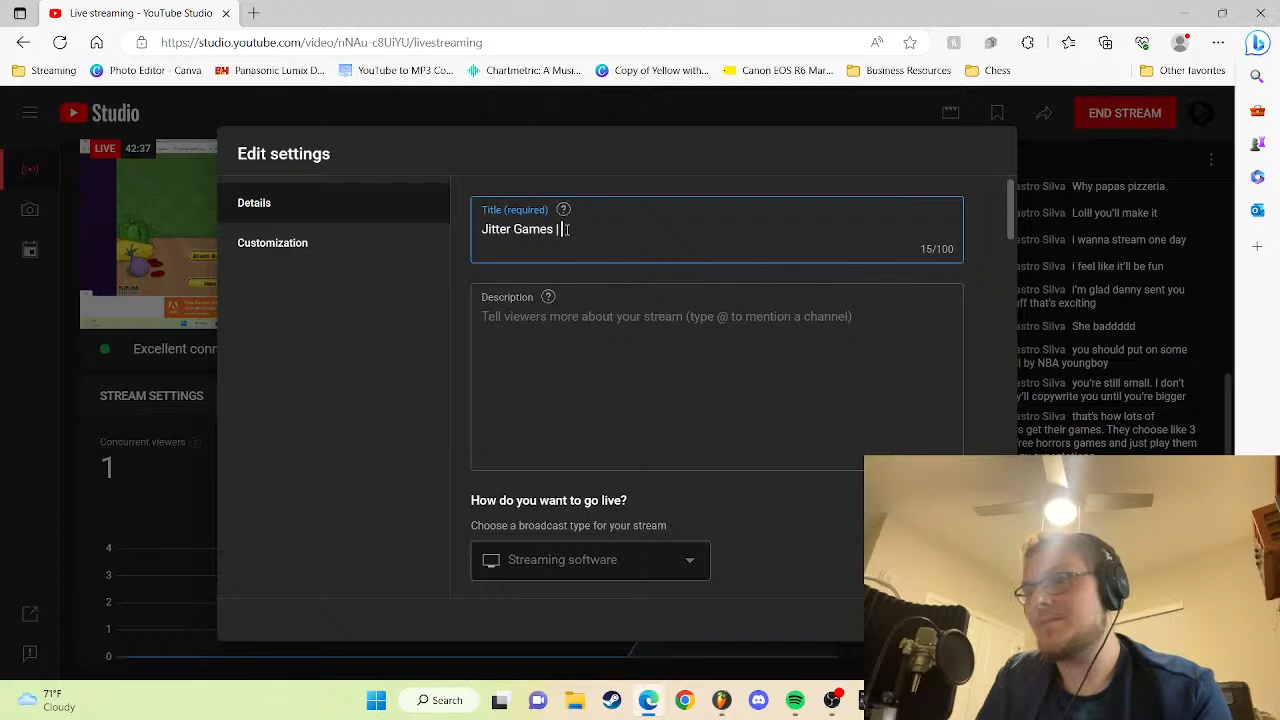 Live streaming - YouTube Studio
https://studio.youtube.com/video/nNAu-c8UiYU/livestreaming
Streaming
Photo Editor - Canva
Panasonic Lumix D...
YouTube to MP3 Co...
Copy of Yellow with...
Canon EOS R6 Mar...
Business Resources
Chess
Other favorites
Studio
END STREAM
LIVE 42:37
Edit settings
Details
Customization
Title (required)
Jitter Games |
15/100
Description
Tell viewers more about your stream (type @ to mention a channel)
How do you want to go live?
Choose a broadcast type for your stream
Streaming software
Excellent conn
STREAM SETTINGS
Concurrent viewers
1
4
3
2
1
0
astro Silva Why papas pizzeria
astro Silva Lolll you'll make it
astro Silva i wanna stream one day
astro Silva i feel like it'll be fun
astro Silva i'm glad danny sent you
uff that's exciting
astro Silva She baddddd
astro Silva you should put on some
l by NBA youngboy
astro Silva you're still small. I don't
y'll copywrite you until you're bigger
astro Silva that's how lots of
s get their games. They choose like 3
free horrors games and just play them
71°F
Cloudy
Search